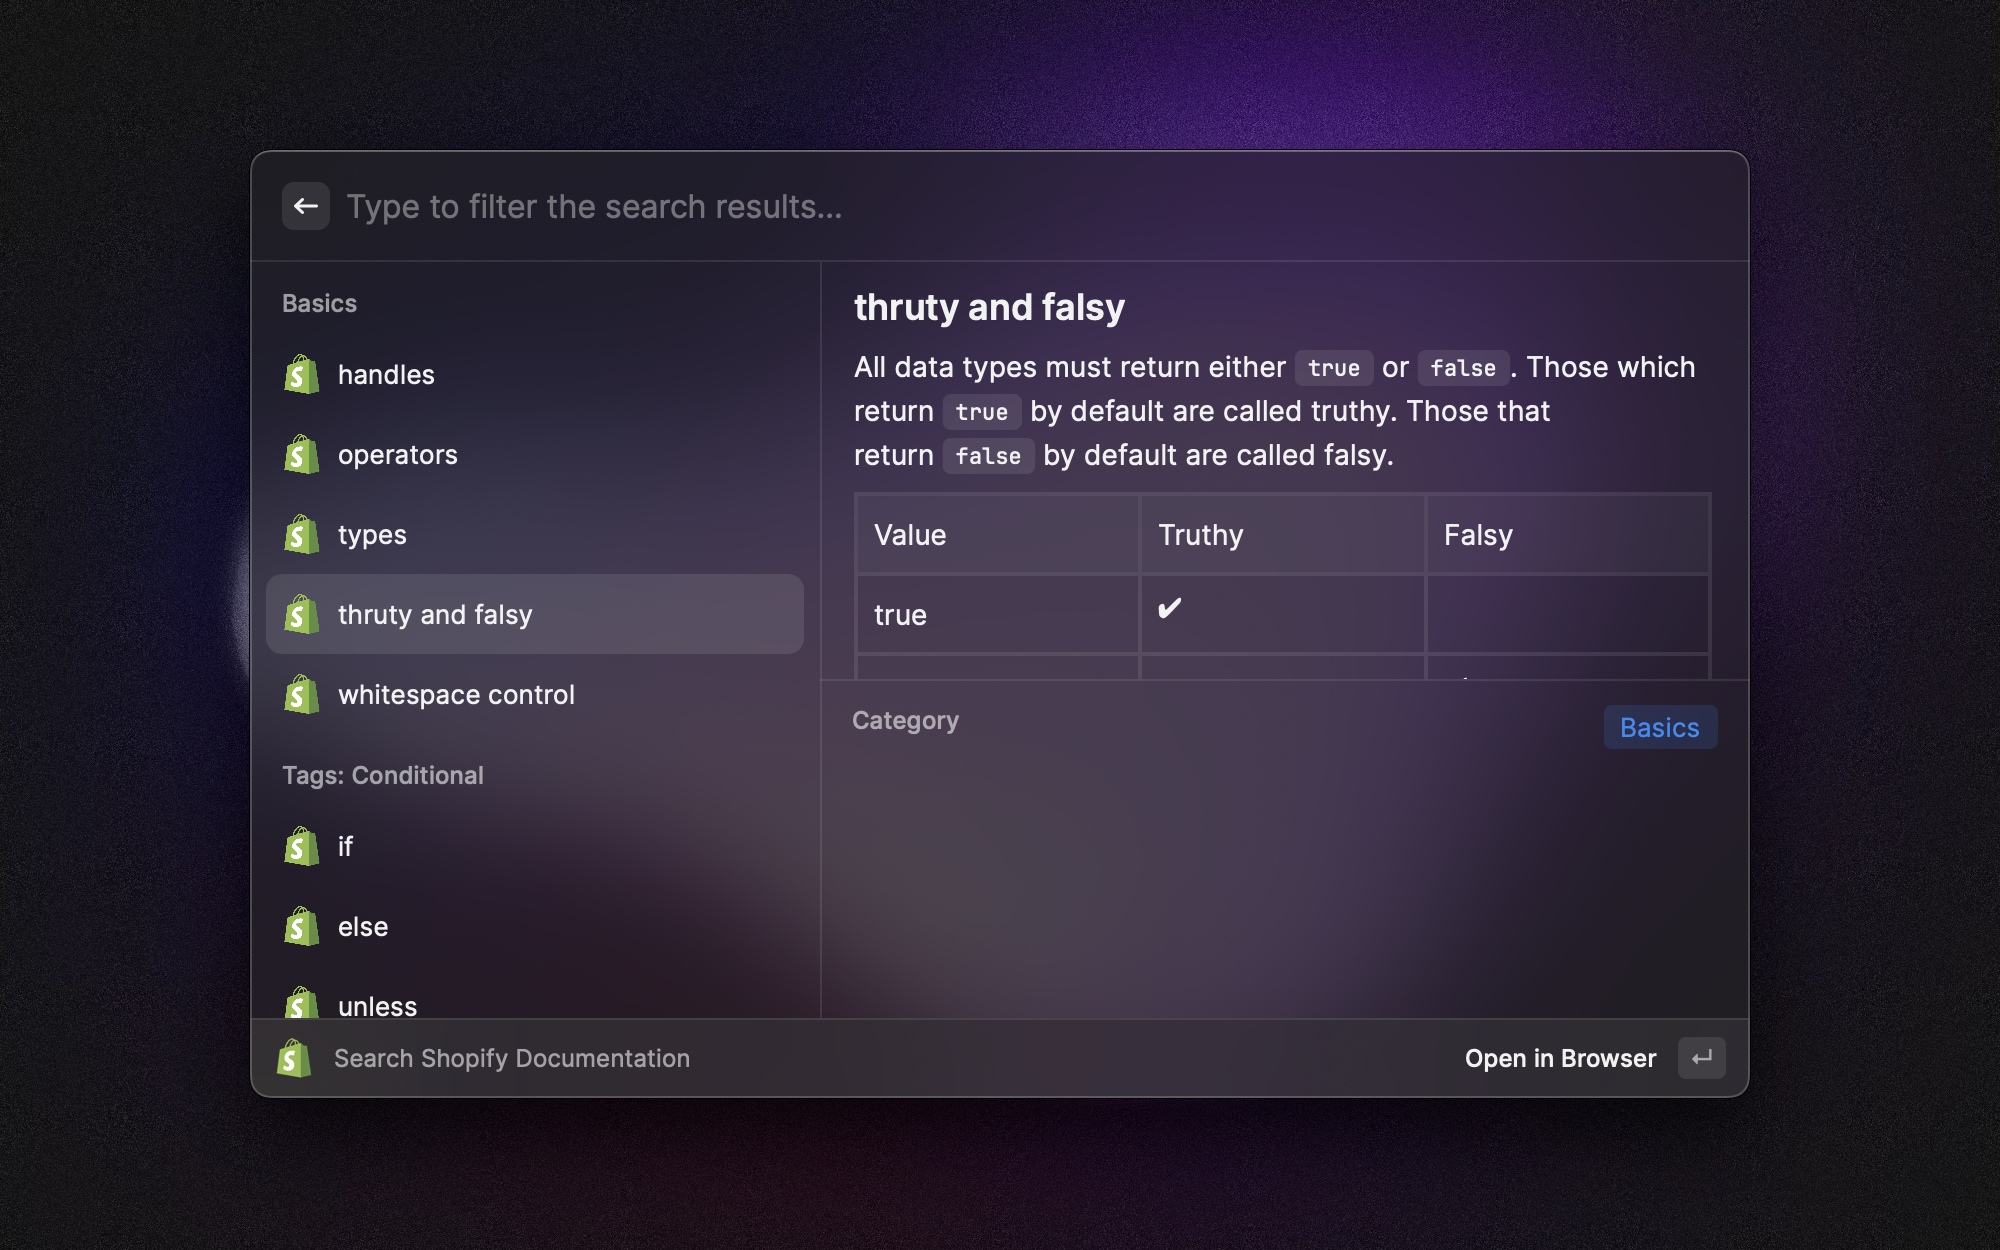 Type to filter the search results...
Basics
handles
operators
types
thruty and falsy
whitespace control
Tags: Conditional
if
else
unless
thruty and falsy
All data types must return either true or false. Those which
return true by default are called truthy. Those that
return false by default are called falsy.
Value Truthy Falsy
true ✔
Category Basics
Search Shopify Documentation
Open in Browser